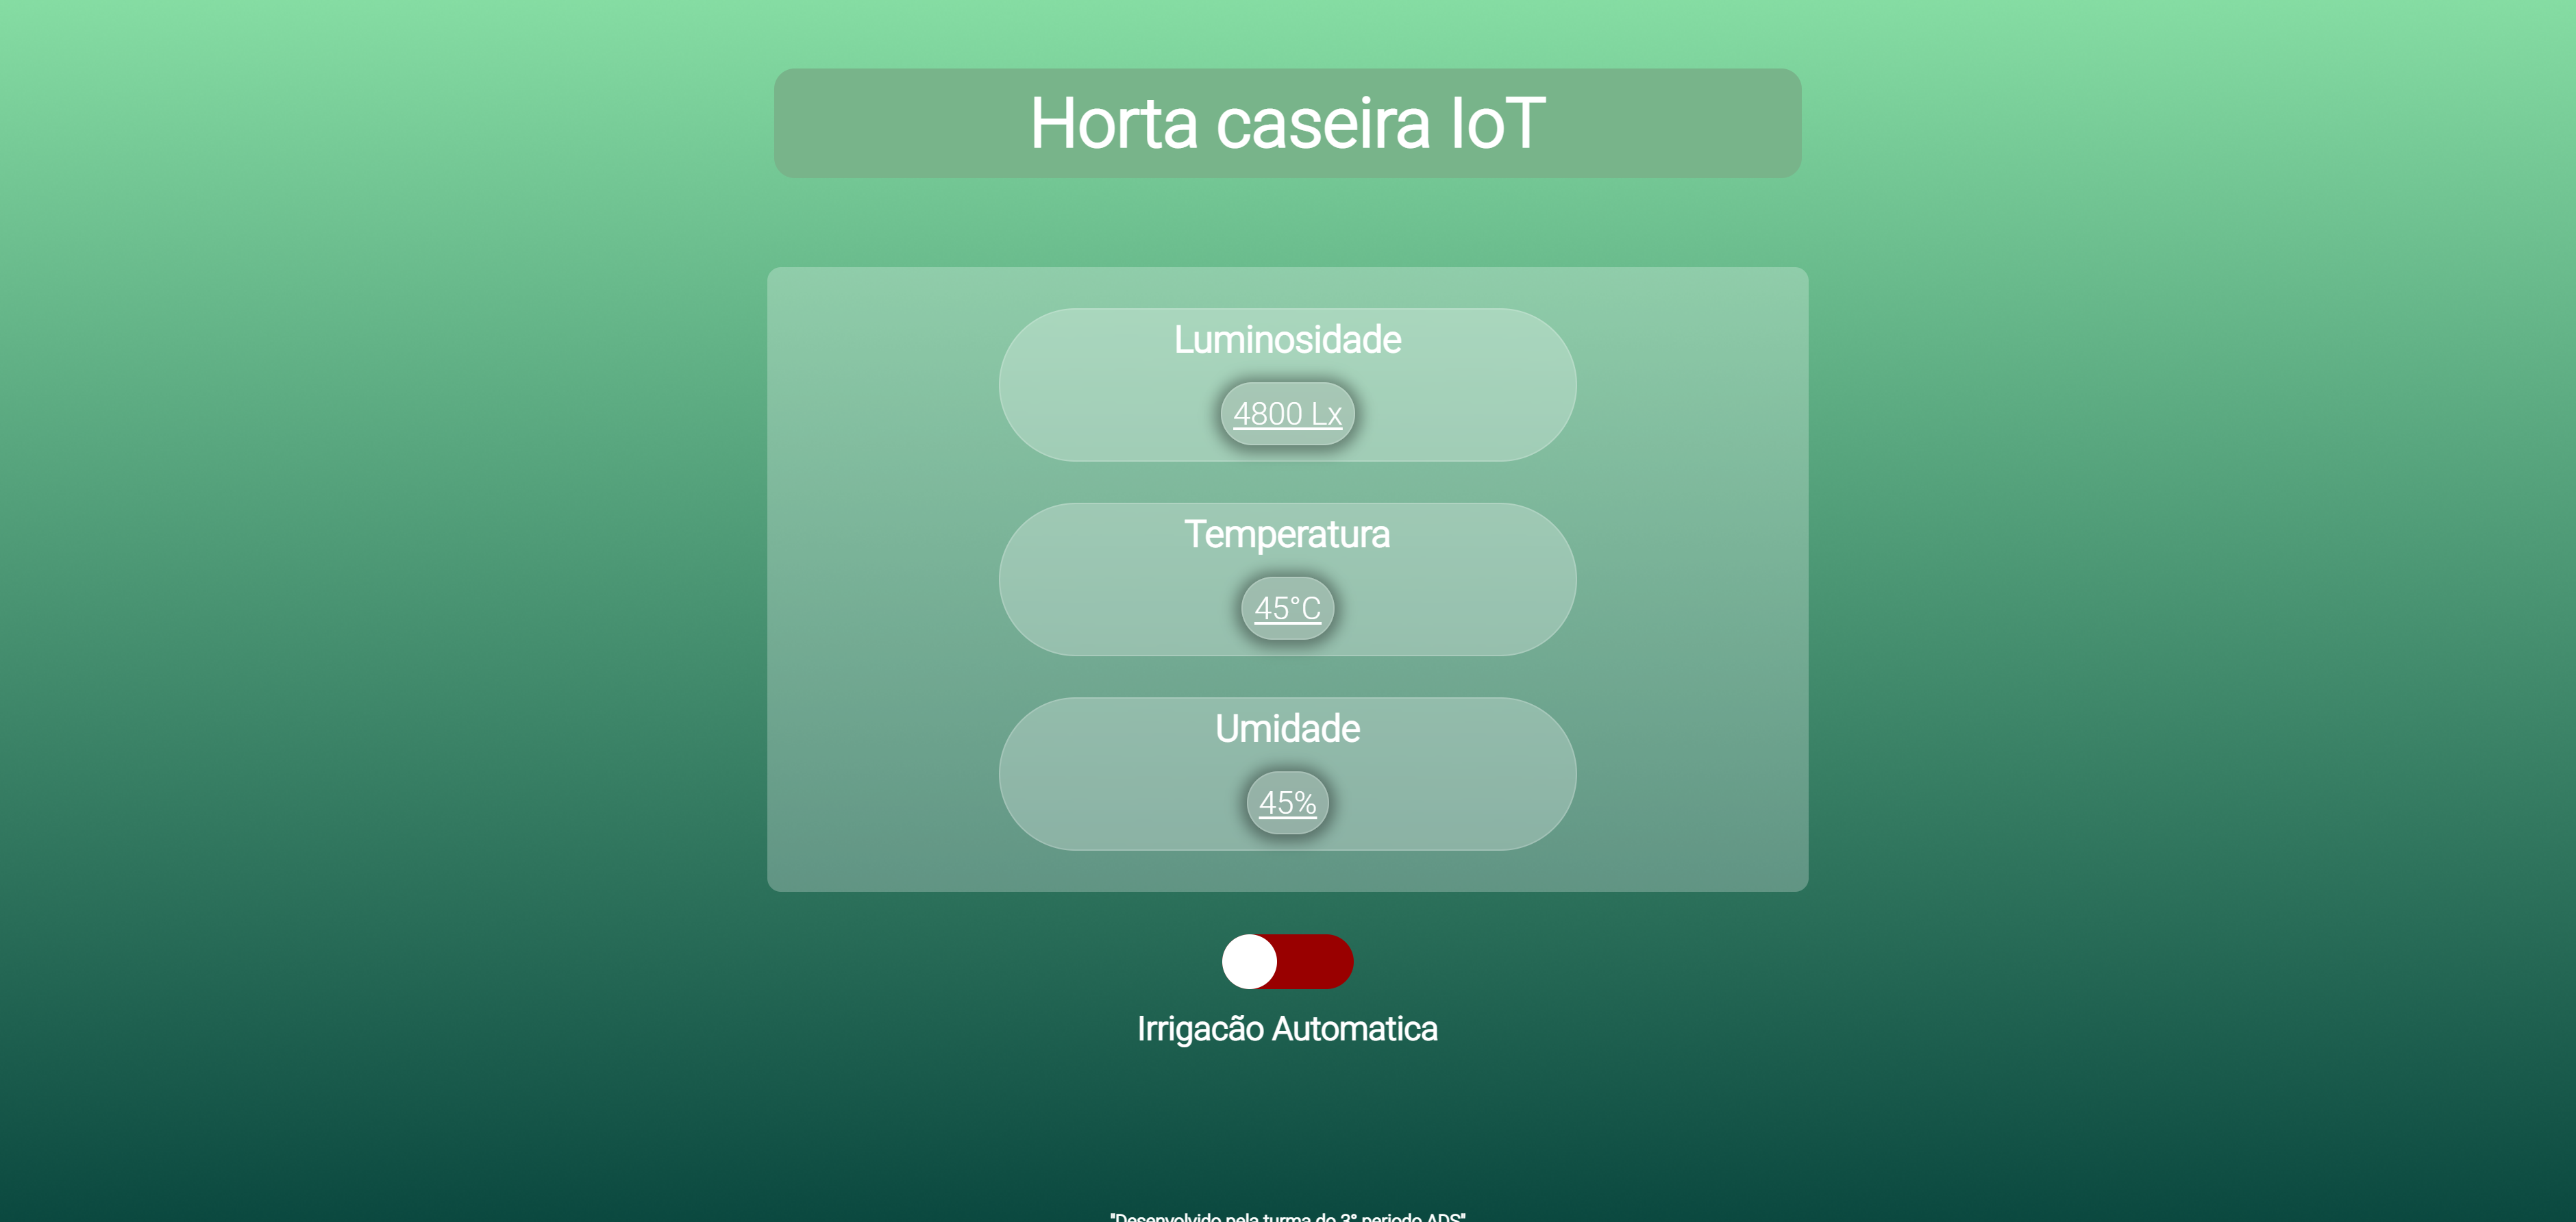 Horta caseira IoT
Luminosidade
4800 Lx
Temperatura
45°C
Umidade
45%
Irrigacão Automatica
"Desenvolvido pela turma do 3° periodo ADS"